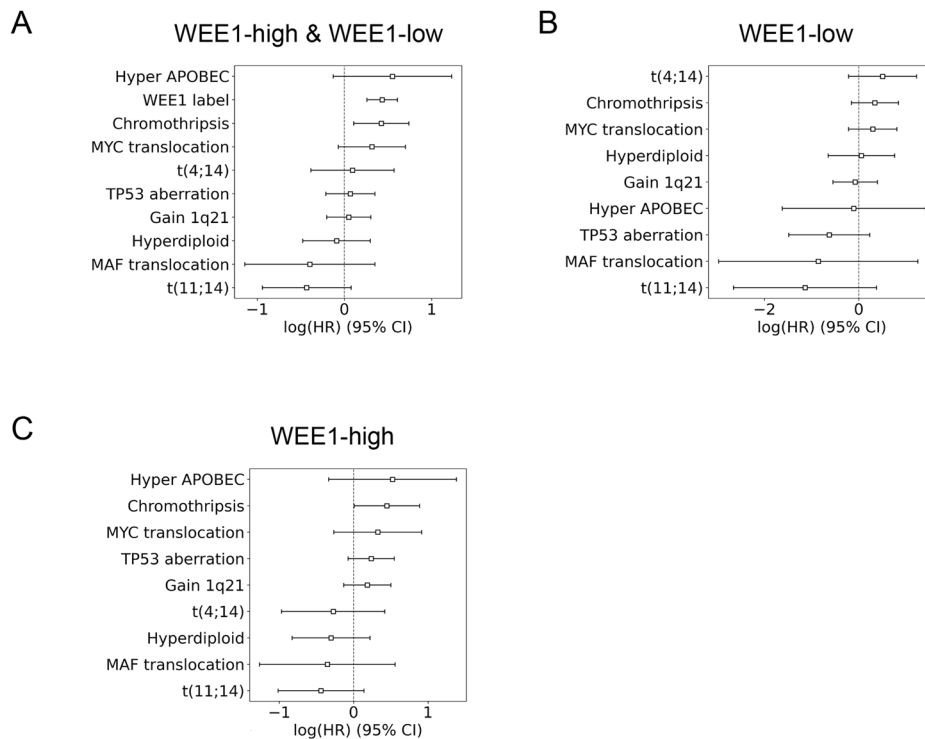 A
WEE1-high & WEE1-low
Hyper APOBEC
WEE1 label
Chromothripsis
MYC translocation
t(4;14)
TP53 aberration
Gain 1q21
Hyperdiploid
MAF translocation
t(11;14)
−1 0 1
log(HR) (95% CI)
B
WEE1-low
t(4;14)
Chromothripsis
MYC translocation
Hyperdiploid
Gain 1q21
Hyper APOBEC
TP53 aberration
MAF translocation
t(11;14)
−2 0
log(HR) (95% CI)
C
WEE1-high
Hyper APOBEC
Chromothripsis
MYC translocation
TP53 aberration
Gain 1q21
t(4;14)
Hyperdiploid
MAF translocation
t(11;14)
−1 0 1
log(HR) (95% CI)